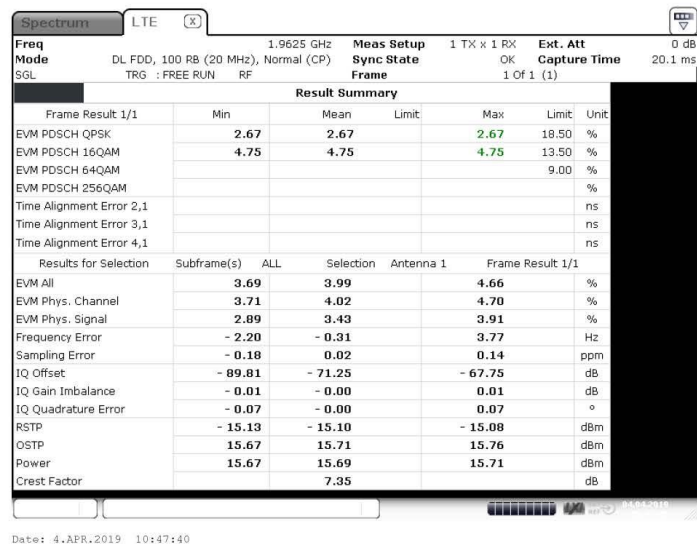 Spectrum LTE X
Freq 1.9625 GHz Meas Setup 1 TX x 1 RX Ext. Att 0 dB
Mode DL FDD, 100 RB (20 MHz), Normal (CP) Sync State OK Capture Time 20.1 ms
SGL TRG : FREE RUN RF Frame 1 Of 1 (1)
Result Summary
Frame Result 1/1 Min Mean Limit Max Limit Unit
EVM PDSCH QPSK 2.67 2.67 2.67 18.50 %
EVM PDSCH 16QAM 4.75 4.75 4.75 13.50 %
EVM PDSCH 64QAM 9.00 %
EVM PDSCH 256QAM %
Time Alignment Error 2,1 ns
Time Alignment Error 3,1 ns
Time Alignment Error 4,1 ns
Results for Selection Subframe(s) ALL Selection Antenna 1 Frame Result 1/1
EVM All 3.69 3.99 4.66 %
EVM Phys. Channel 3.71 4.02 4.70 %
EVM Phys. Signal 2.89 3.43 3.91 %
Frequency Error - 2.20 - 0.31 3.77 Hz
Sampling Error - 0.18 0.02 0.14 ppm
IQ Offset - 89.81 - 71.25 - 67.75 dB
IQ Gain Imbalance - 0.01 - 0.00 0.01 dB
IQ Quadrature Error - 0.07 - 0.00 0.07 °
RSTP - 15.13 - 15.10 - 15.08 dBm
OSTP 15.67 15.71 15.76 dBm
Power 15.67 15.69 15.71 dBm
Crest Factor 7.35 dB
LXI 04.04.2019
Date: 4.APR.2019 10:47:40